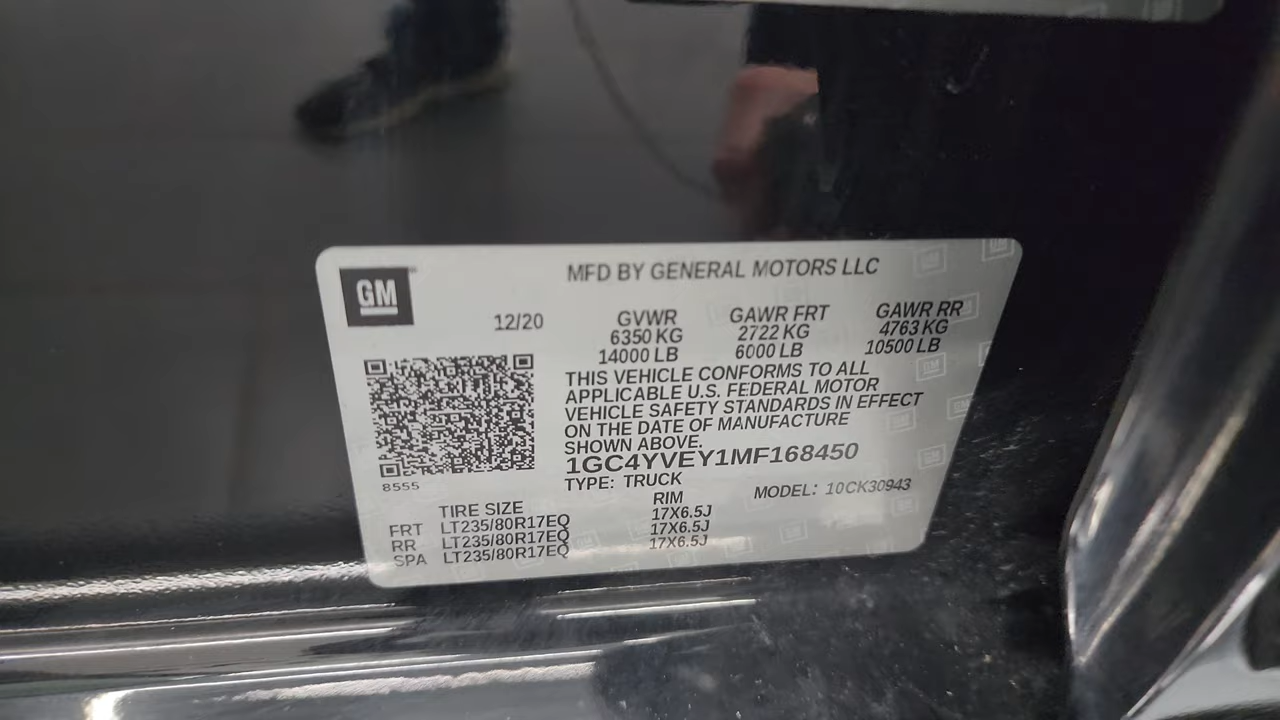 GM
MFD BY GENERAL MOTORS LLC
12/20
GVWR GAWR FRT GAWR RR
6350 KG 2722 KG 4763 KG
14000 LB 6000 LB 10500 LB
THIS VEHICLE CONFORMS TO ALL
APPLICABLE U.S. FEDERAL MOTOR
VEHICLE SAFETY STANDARDS IN EFFECT
ON THE DATE OF MANUFACTURE
SHOWN ABOVE.
1GC4YVEY1MF168450
8555
TYPE: TRUCK MODEL: 10CK30943
TIRE SIZE RIM
FRT LT235/80R17EQ 17X6.5J
RR LT235/80R17EQ 17X6.5J
SPA LT235/80R17EQ 17X6.5J